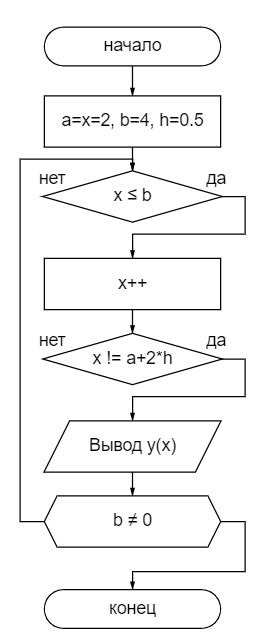 начало
a=x=2, b=4, h=0.5
нет
да
x ≤ b
x++
нет
да
x != a+2*h
Вывод y(x)
b ≠ 0
конец